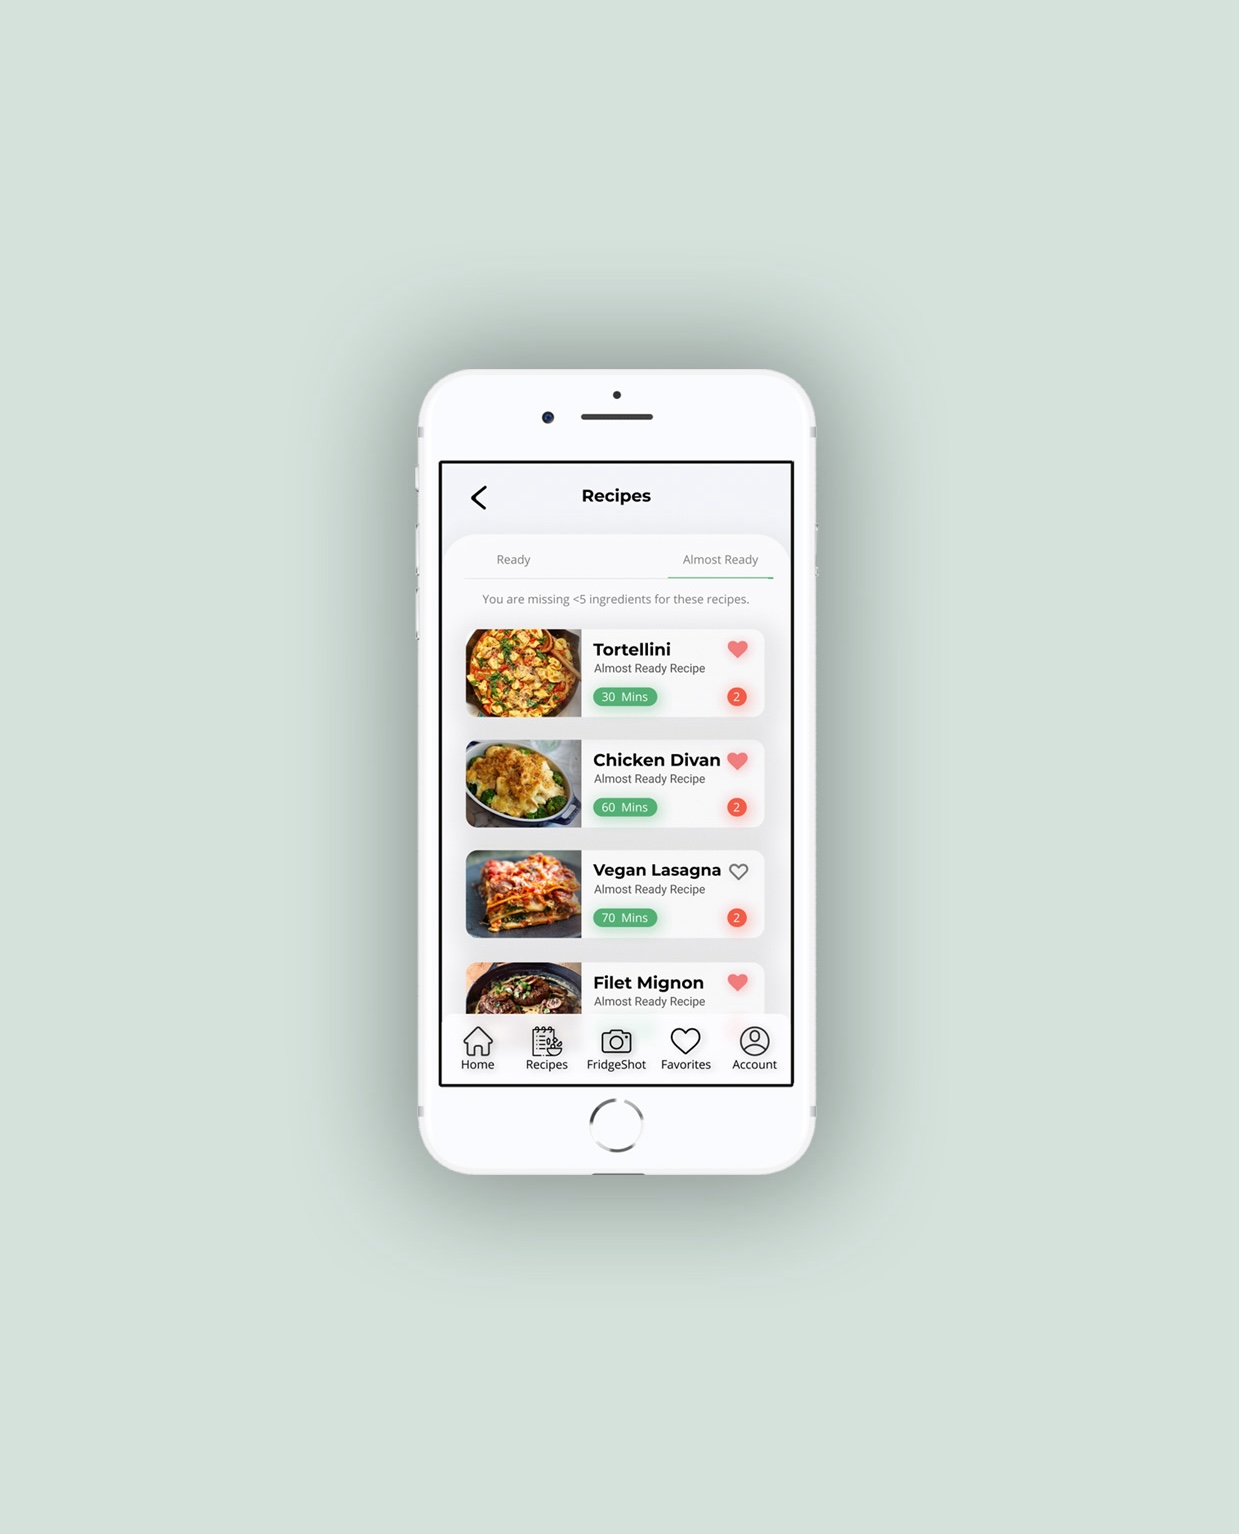 Recipes
Ready
Almost Ready
You are missing <5 ingredients for these recipes.
Tortellini
Almost Ready Recipe
30 Mins
2
Chicken Divan
Almost Ready Recipe
60 Mins
2
Vegan Lasagna
Almost Ready Recipe
70 Mins
2
Filet Mignon
Almost Ready Recipe
Home
Recipes
FridgeShot
Favorites
Account